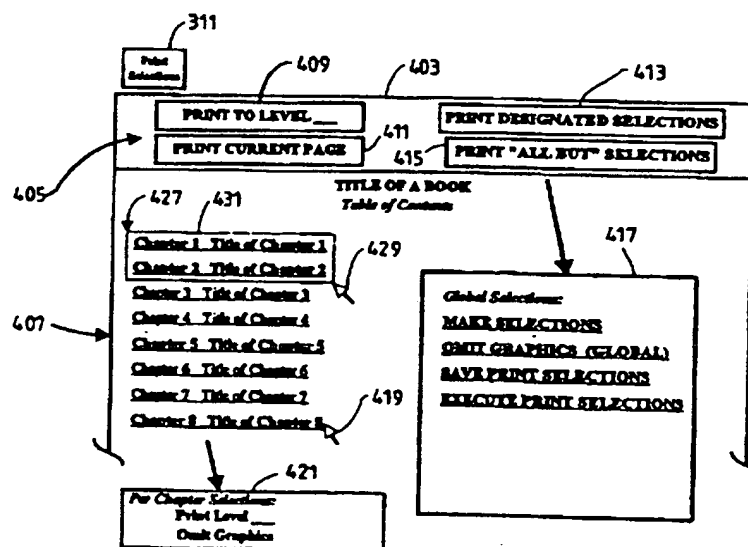 311
Print
Selections
409
403
413
PRINT TO LEVEL ___
PRINT DESIGNATED SELECTIONS
411
PRINT CURRENT PAGE
415
PRINT "ALL BUT" SELECTIONS
405
TITLE OF A BOOK
Table of Contents
427
431
Chapter 1 Title of Chapter 1
429
417
Chapter 2 Title of Chapter 2
Chapter 3 Title of Chapter 3
Global Selections:
Chapter 4 Title of Chapter 4
MAKE SELECTIONS
407
Chapter 5 Title of Chapter 5
OMIT GRAPHICS (GLOBAL)
Chapter 6 Title of Chapter 6
SAVE PRINT SELECTIONS
Chapter 7 Title of Chapter 7
EXECUTE PRINT SELECTIONS
419
Chapter 8 Title of Chapter 8
421
Per Chapter Selections:
Print Level ___
Omit Graphics